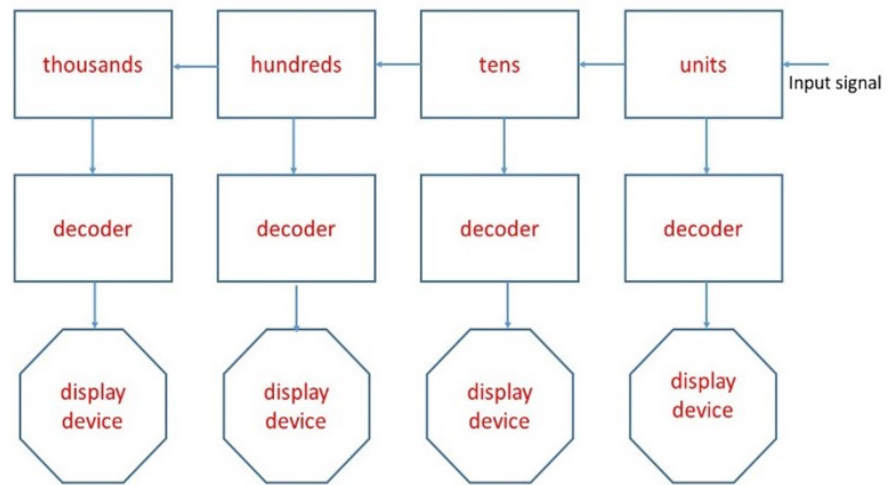 thousands
hundreds
tens
units
Input signal
decoder
decoder
decoder
decoder
display
device
display
device
display
device
display
device